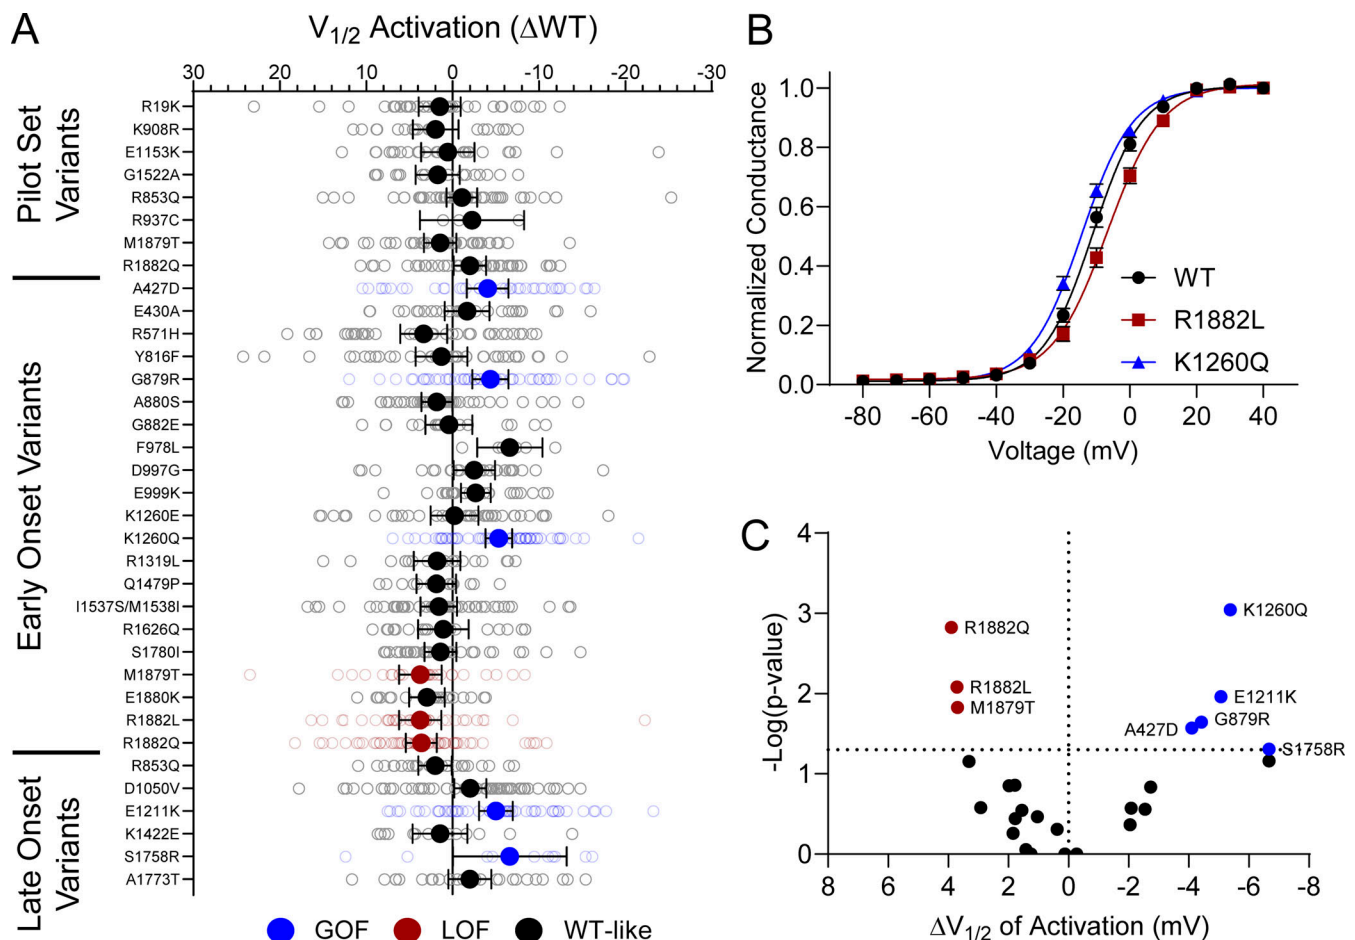 A
V1/2 Activation (ΔWT)
30 20 10 0 -10 -20 -30
Pilot Set Variants
R19K
K908R
E1153K
G1522A
R853Q
R937C
M1879T
R1882Q
Early Onset Variants
A427D
E430A
R571H
Y816F
G879R
A880S
G882E
F978L
D997G
E999K
K1260E
K1260Q
R1319L
Q1479P
I1537S/M1538I
R1626Q
S1780I
M1879T
E1880K
R1882L
R1882Q
Late Onset Variants
R853Q
D1050V
E1211K
K1422E
S1758R
A1773T
GOF LOF WT-like
B
Normalized Conductance
1.0
0.8
0.6
0.4
0.2
0.0
WT
R1882L
K1260Q
-80 -60 -40 -20 0 20 40
Voltage (mV)
C
-Log(p-value)
4
3
2
1
0
R1882Q
R1882L
M1879T
K1260Q
E1211K
G879R
A427D
S1758R
8 6 4 2 0 -2 -4 -6 -8
ΔV1/2 of Activation (mV)